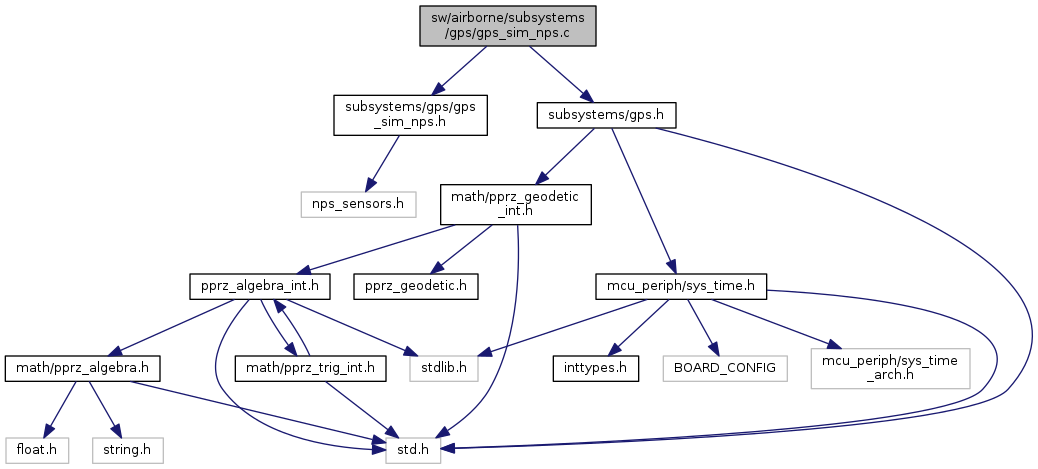 sw/airborne/subsystems
/gps/gps_sim_nps.c
subsystems/gps/gps
_sim_nps.h
subsystems/gps.h
nps_sensors.h
math/pprz_geodetic
_int.h
pprz_algebra_int.h
pprz_geodetic.h
mcu_periph/sys_time.h
math/pprz_algebra.h
math/pprz_trig_int.h
stdlib.h
inttypes.h
BOARD_CONFIG
mcu_periph/sys_time
_arch.h
float.h
string.h
std.h